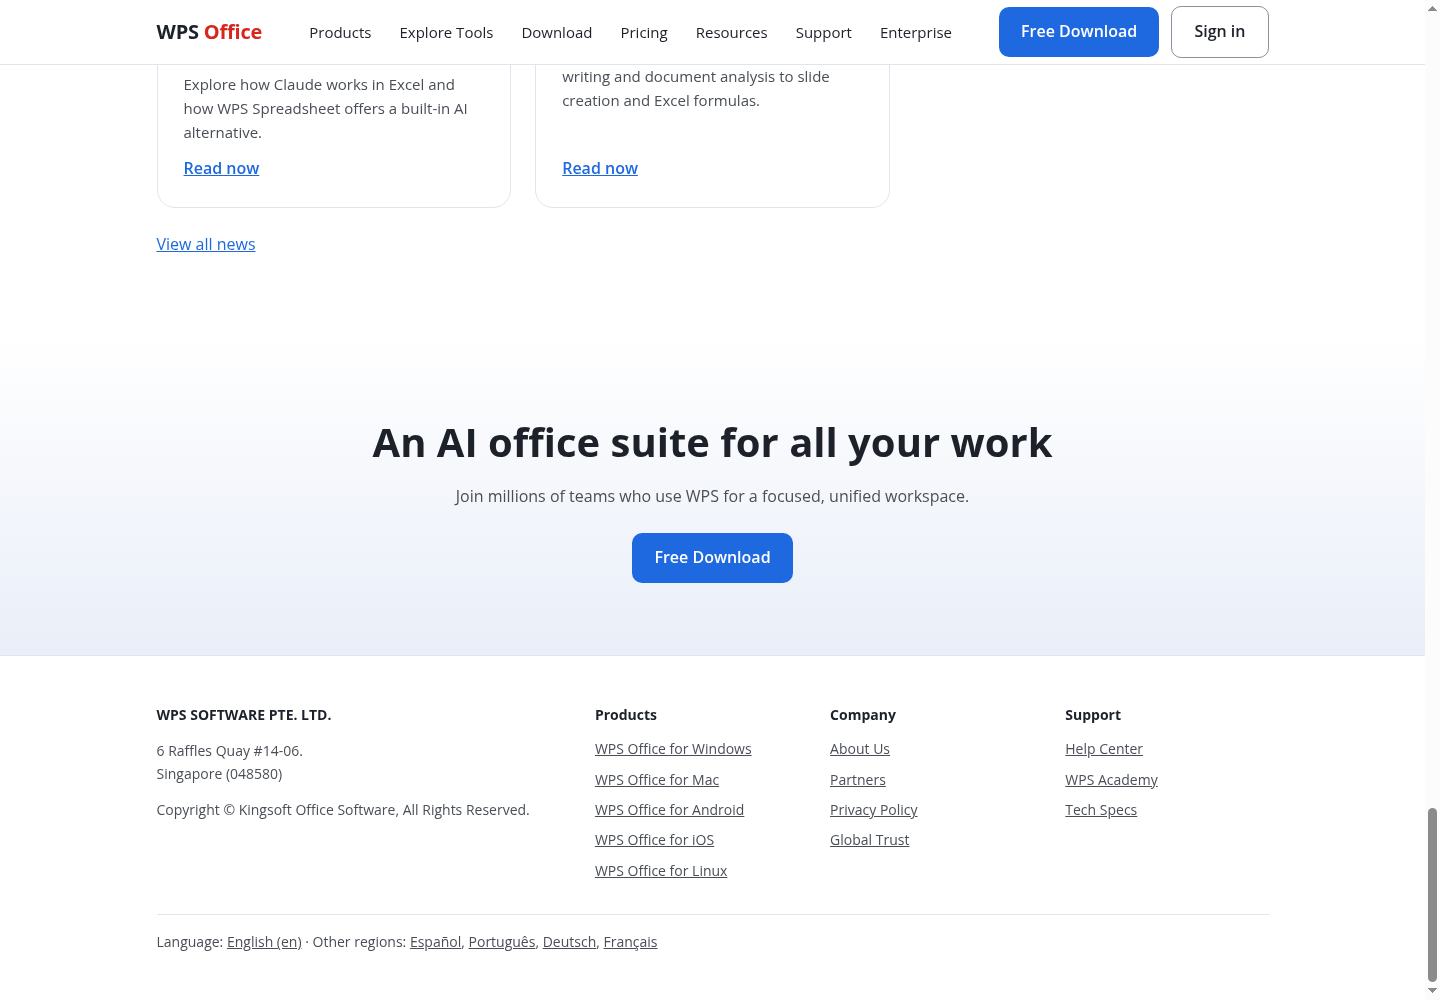 WPS Office
Products
Explore Tools
Download
Pricing
Resources
Support
Enterprise
Free Download
Sign in
Explore how Claude works in Excel and
how WPS Spreadsheet offers a built-in AI
alternative.
Read now
writing and document analysis to slide
creation and Excel formulas.
Read now
View all news
An AI office suite for all your work
Join millions of teams who use WPS for a focused, unified workspace.
Free Download
WPS SOFTWARE PTE. LTD.
6 Raffles Quay #14-06.
Singapore (048580)
Copyright © Kingsoft Office Software, All Rights Reserved.
Products
WPS Office for Windows
WPS Office for Mac
WPS Office for Android
WPS Office for iOS
WPS Office for Linux
Company
About Us
Partners
Privacy Policy
Global Trust
Support
Help Center
WPS Academy
Tech Specs
Language: English (en) · Other regions: Español, Português, Deutsch, Français